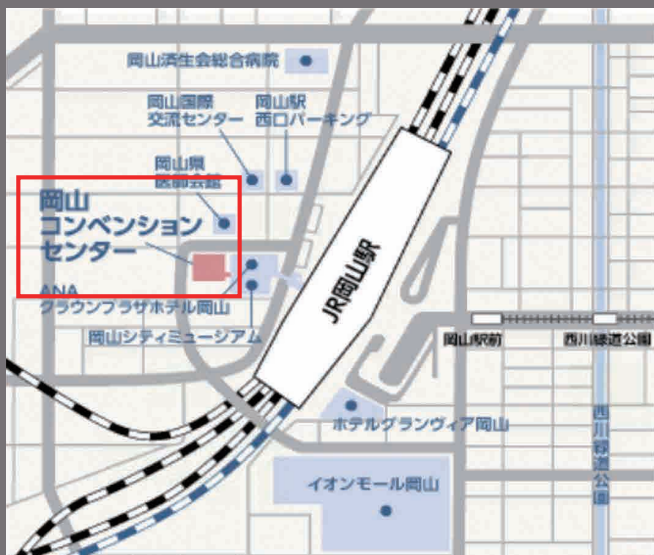 岡山済生会総合病院
岡山国際
交流センター
岡山駅
西口パーキング
岡山県
医師会館
岡山
コンベンション
センター
ANA
クラウンプラザホテル岡山
岡山シティミュージアム
JR岡山駅
岡山駅前
西川緑道公園
ホテルグランヴィア岡山
西川緑道公園
イオンモール岡山